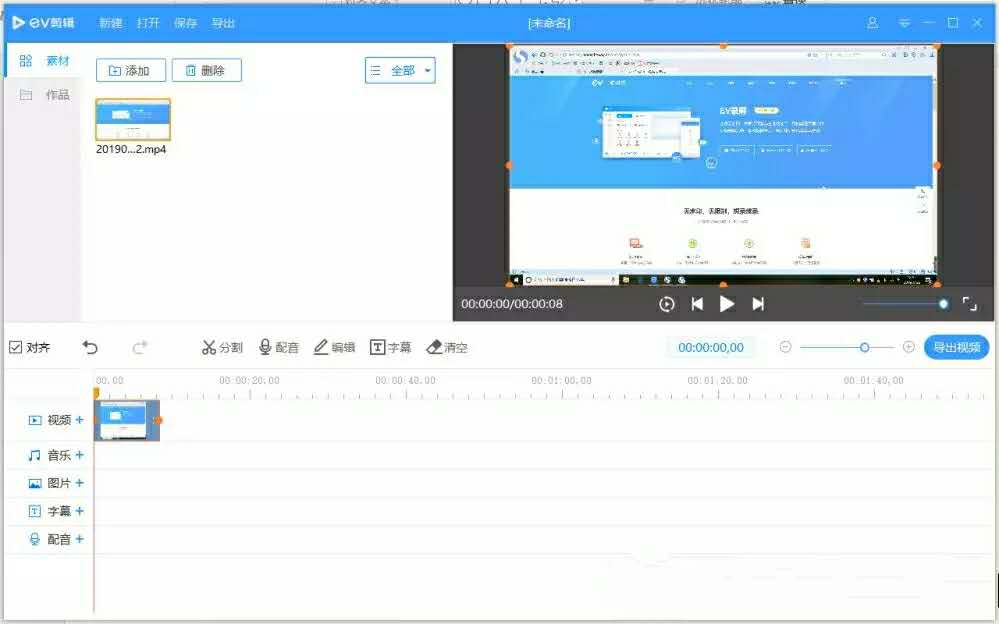 EV剪辑 新建 打开 保存 导出 [未命名]
素材
作品
添加 删除 全部
20190...2.mp4
EV录屏
无水印、无限制，想录就录
00:00:00/00:00:08
对齐 分割 配音 编辑 字幕 清空 00:00:00,00 导出视频
00,00 00:00:20,00 00:00:40,00 00:01:00,00 00:01:20,00 00:01:40,00
视频 +
音乐 +
图片 +
字幕 +
配音 +